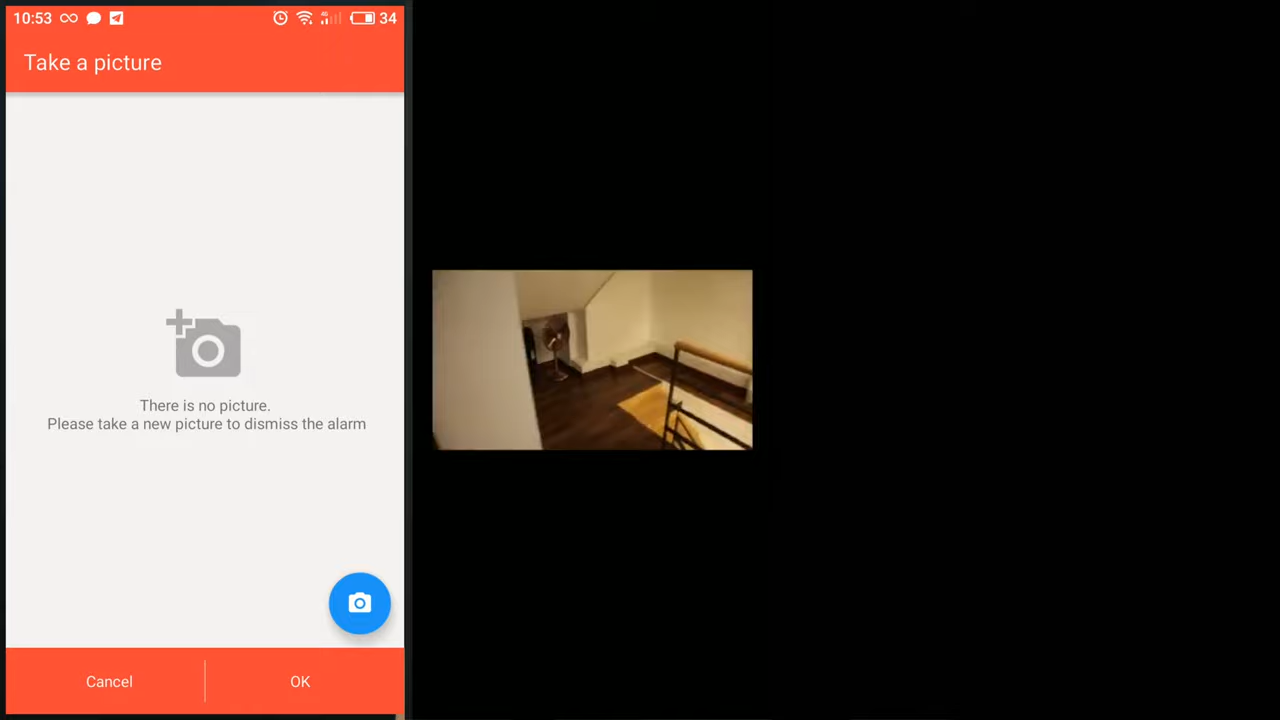 10:53
34
Take a picture
There is no picture.
Please take a new picture to dismiss the alarm
Cancel
OK